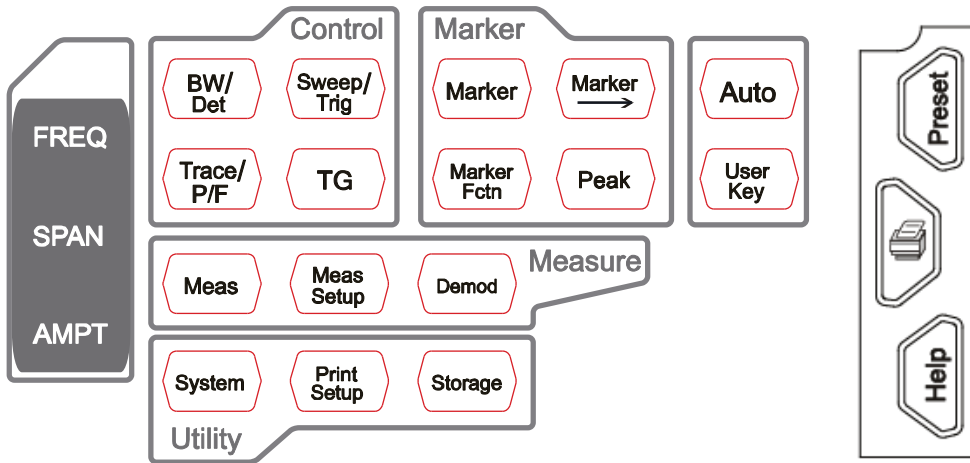 FREQ
SPAN
AMPT
Control
BW/
Det
Sweep/
Trig
Trace/
P/F
TG
Marker
Marker
Marker
Marker
Fctn
Peak
Auto
User
Key
Measure
Meas
Meas
Setup
Demod
System
Print
Setup
Storage
Utility
Preset
Help